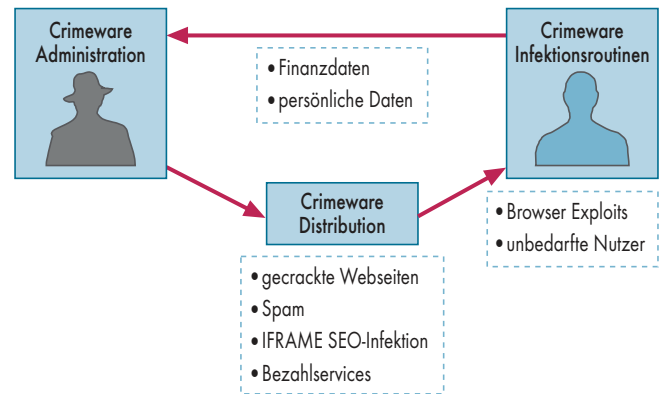 Crimeware
Administration
• Finanzdaten
• persönliche Daten
Crimeware
Infektionsroutinen
• Browser Exploits
• unbedarfte Nutzer
Crimeware
Distribution
• gecrackte Webseiten
• Spam
• IFRAME SEO-Infektion
• Bezahlservices